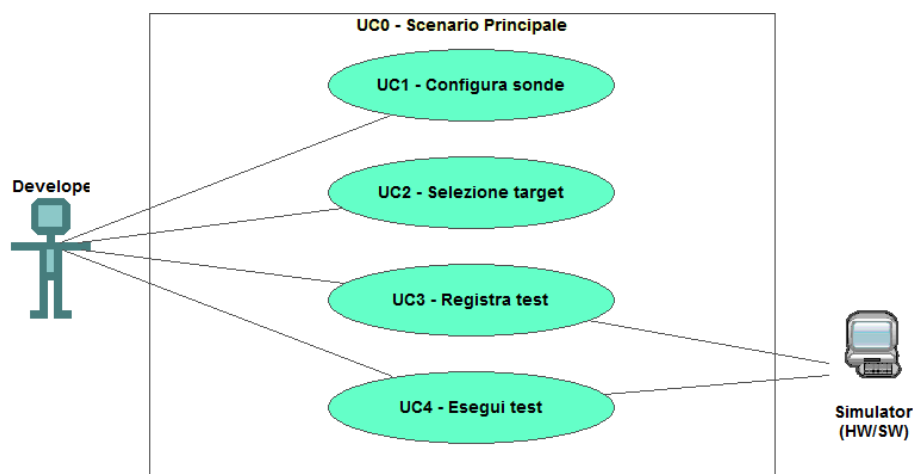 UC0 - Scenario Principale
UC1 - Configura sonde
Develope
UC2 - Selezione target
UC3 - Registra test
UC4 - Esegui test
Simulator
(HW/SW)